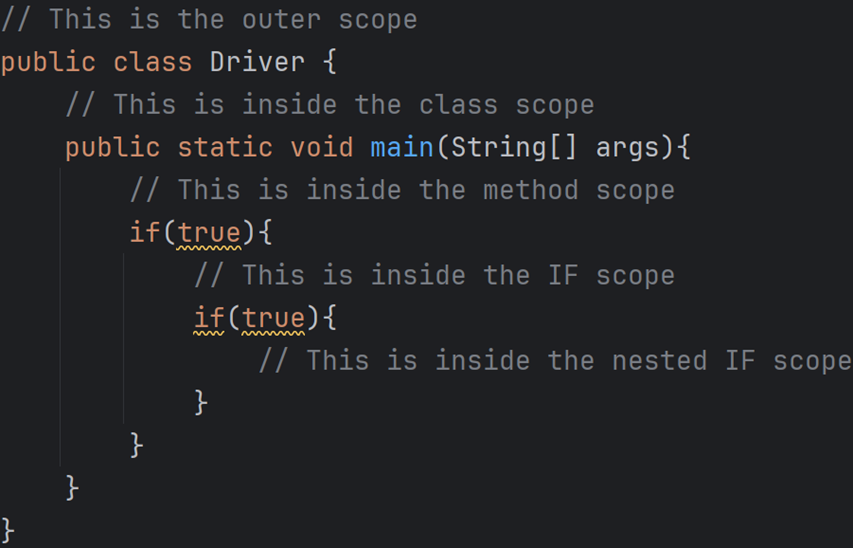 // This is the outer scope
public class Driver {
    // This is inside the class scope
    public static void main(String[] args){
        // This is inside the method scope
        if(true){
            // This is inside the IF scope
            if(true){
                // This is inside the nested IF scope
            }
        }
    }
}